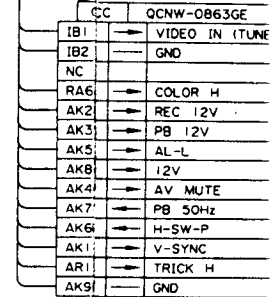 CC QCNW-0863GE
IB1 VIDEO IN (TUNE
IB2 GND
NC
RA6 COLOR H
AK2 REC 12V
AK3 PB 12V
AK5 AL-L
AK8 12V
AK4 AV MUTE
AK7 PB 50Hz
AK6 H-SW-P
AK1 V-SYNC
AR1 TRICK H
AK9 GND